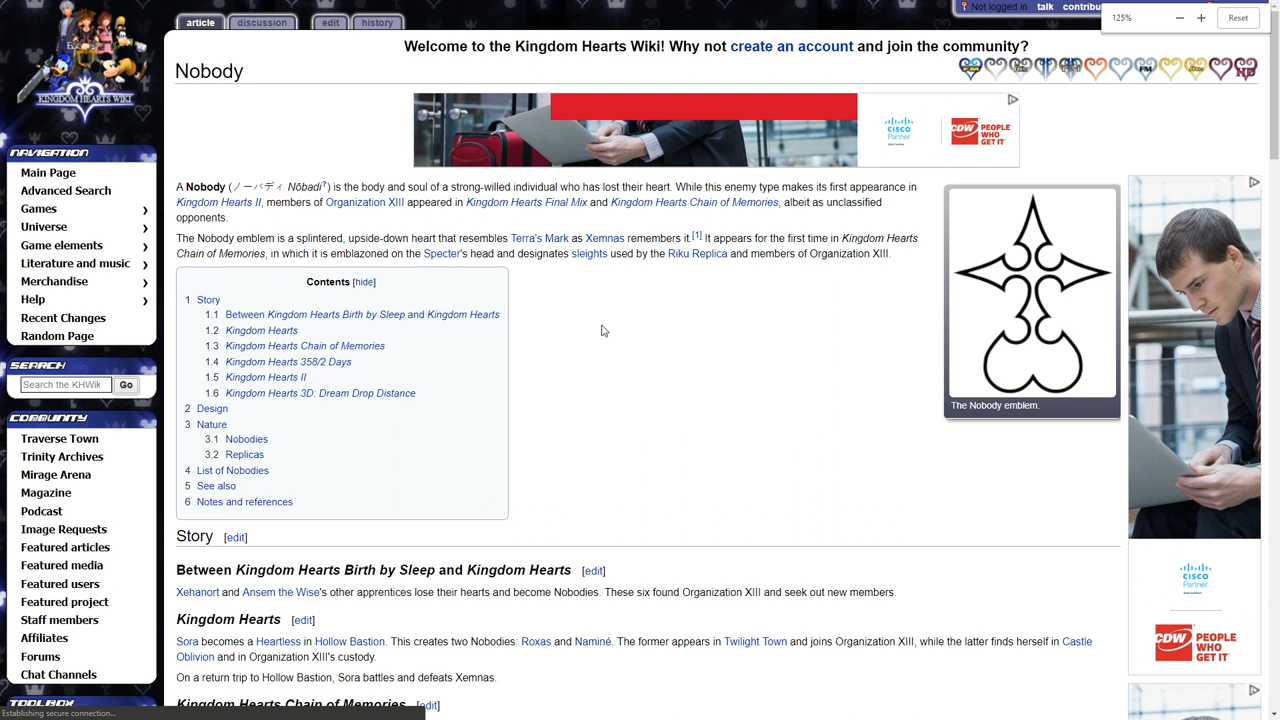 article
discussion
edit
history
Not logged in talk
125%
Reset
Welcome to the Kingdom Hearts Wiki! Why not create an account and join the community?
KINGDOM HEARTS WIKI
Nobody
CISCO
Partner
CDW
PEOPLE
WHO
GET IT
NAVIGATION
Main Page
Advanced Search
Games
Universe
Game elements
Literature and music
Merchandise
Help
Recent Changes
Random Page
SEARCH
Search the KHWik
Go
COMMUNITY
Traverse Town
Trinity Archives
Mirage Arena
Magazine
Podcast
Image Requests
Featured articles
Featured media
Featured users
Featured project
Staff members
Affiliates
Forums
Chat Channels
TOOLBOX
Establishing secure connection...
A Nobody (ノーバディ Nōbadi?) is the body and soul of a strong-willed individual who has lost their heart. While this enemy type makes its first appearance in
Kingdom Hearts II, members of Organization XIII appeared in Kingdom Hearts Final Mix and Kingdom Hearts Chain of Memories, albeit as unclassified
opponents.
The Nobody emblem is a splintered, upside-down heart that resembles Terra's Mark as Xemnas remembers it.[1] It appears for the first time in Kingdom Hearts
Chain of Memories, in which it is emblazoned on the Specter's head and designates sleights used by the Riku Replica and members of Organization XIII.
The Nobody emblem.
Contents [hide]
1 Story
1.1 Between Kingdom Hearts Birth by Sleep and Kingdom Hearts
1.2 Kingdom Hearts
1.3 Kingdom Hearts Chain of Memories
1.4 Kingdom Hearts 358/2 Days
1.5 Kingdom Hearts II
1.6 Kingdom Hearts 3D: Dream Drop Distance
2 Design
3 Nature
3.1 Nobodies
3.2 Replicas
4 List of Nobodies
5 See also
6 Notes and references
Story [edit]
Between Kingdom Hearts Birth by Sleep and Kingdom Hearts [edit]
Xehanort and Ansem the Wise's other apprentices lose their hearts and become Nobodies. These six found Organization XIII and seek out new members.
Kingdom Hearts [edit]
Sora becomes a Heartless in Hollow Bastion. This creates two Nobodies: Roxas and Naminé. The former appears in Twilight Town and joins Organization XIII, while the latter finds herself in Castle
Oblivion and in Organization XIII's custody.
On a return trip to Hollow Bastion, Sora battles and defeats Xemnas.
Kingdom Hearts Chain of Memories [edit]
CISCO
Partner
CDW
PEOPLE
WHO
GET IT